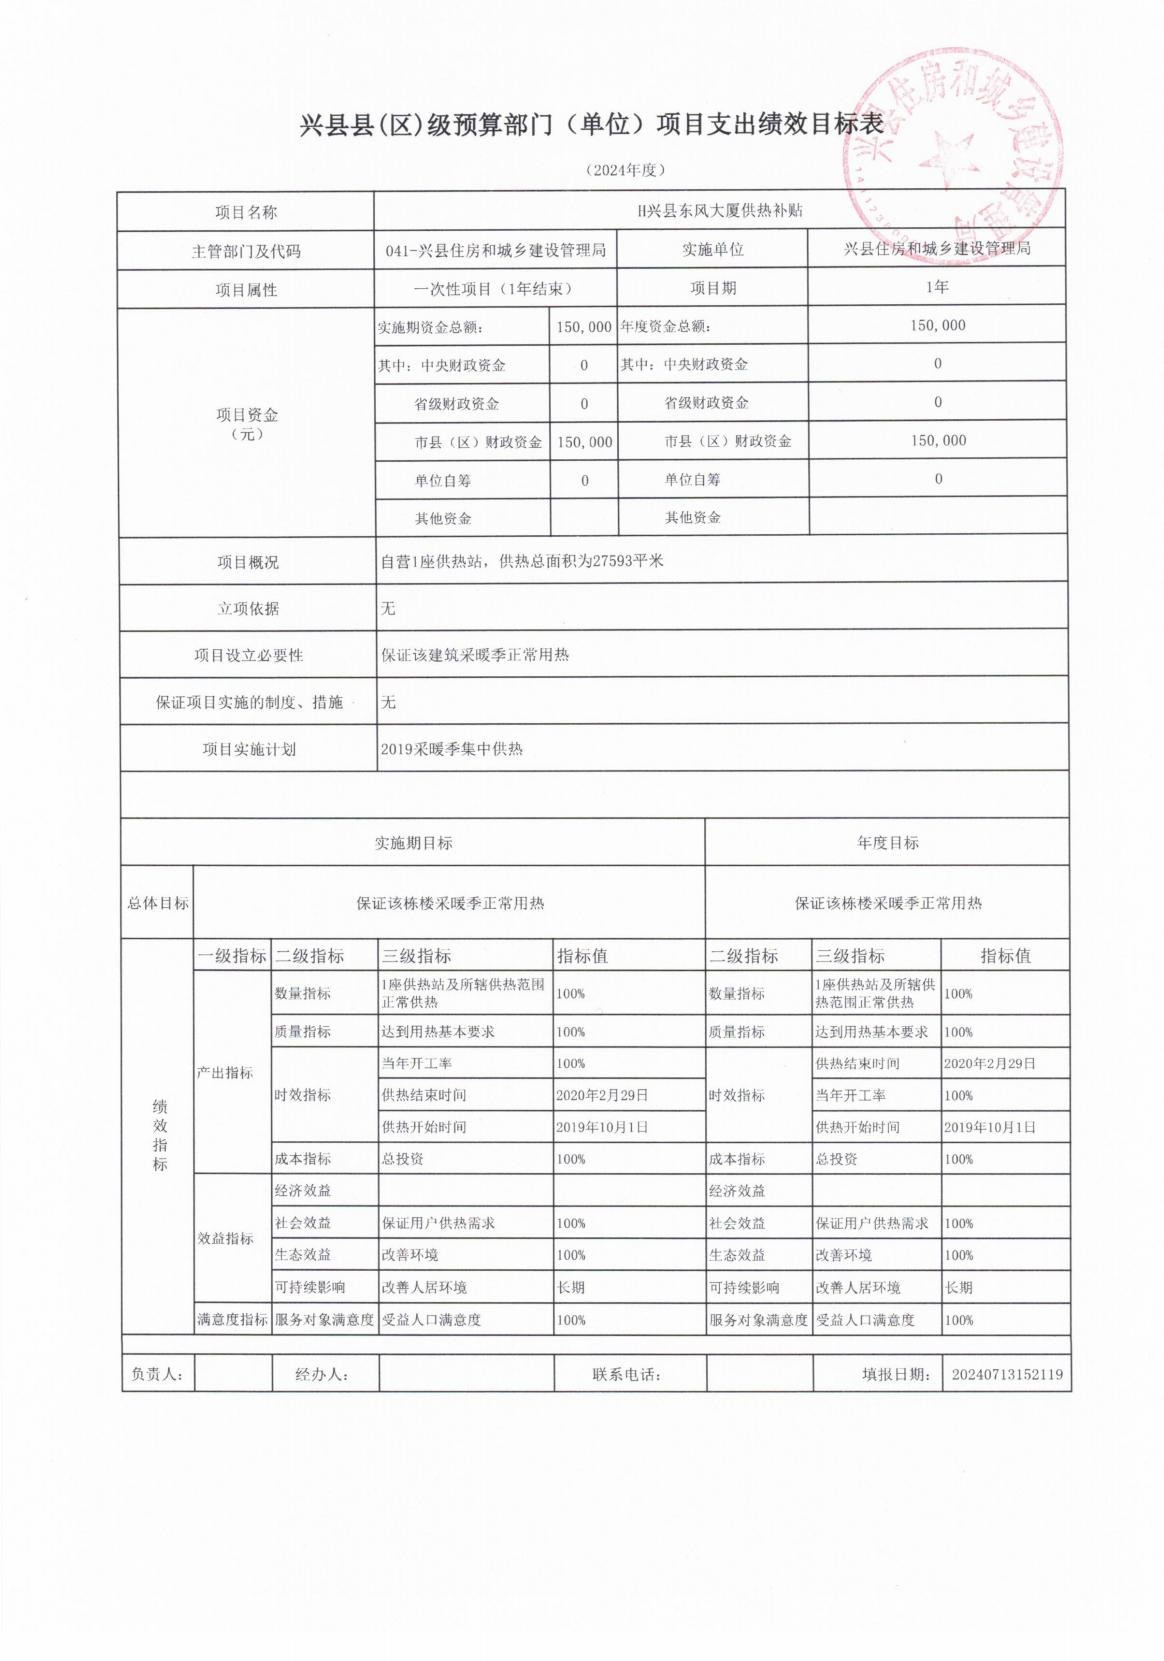 兴县县(区)级预算部门（单位）项目支出绩效目标表
（2024年度）
兴县住房和城乡建设管理局
项目名称 H兴县东风大厦供热补贴
主管部门及代码 041-兴县住房和城乡建设管理局 实施单位 兴县住房和城乡建设管理局
项目属性 一次性项目（1年结束） 项目期 1年
项目资金
（元）
实施期资金总额: 150,000 年度资金总额: 150,000
其中: 中央财政资金 0 其中: 中央财政资金 0
省级财政资金 0 省级财政资金 0
市县（区）财政资金 150,000 市县（区）财政资金 150,000
单位自筹 0 单位自筹 0
其他资金 其他资金
项目概况 自营1座供热站，供热总面积为27593平米
立项依据 无
项目设立必要性 保证该建筑采暖季正常用热
保证项目实施的制度、措施 无
项目实施计划 2019采暖季集中供热
实施期目标 年度目标
总体目标 保证该栋楼采暖季正常用热 保证该栋楼采暖季正常用热
绩效指标
一级指标 二级指标 三级指标 指标值 二级指标 三级指标 指标值
产出指标
数量指标 1座供热站及所辖供热范围正常供热 100% 数量指标 1座供热站及所辖供热范围正常供热 100%
质量指标 达到用热基本要求 100% 质量指标 达到用热基本要求 100%
时效指标 当年开工率 100% 时效指标 供热结束时间 2020年2月29日
供热结束时间 2020年2月29日 当年开工率 100%
供热开始时间 2019年10月1日 供热开始时间 2019年10月1日
成本指标 总投资 100% 成本指标 总投资 100%
效益指标
经济效益 经济效益
社会效益 保证用户供热需求 100% 社会效益 保证用户供热需求 100%
生态效益 改善环境 100% 生态效益 改善环境 100%
可持续影响 改善人居环境 长期 可持续影响 改善人居环境 长期
满意度指标 服务对象满意度 受益人口满意度 100% 服务对象满意度 受益人口满意度 100%
负责人: 经办人: 联系电话: 填报日期: 20240713152119